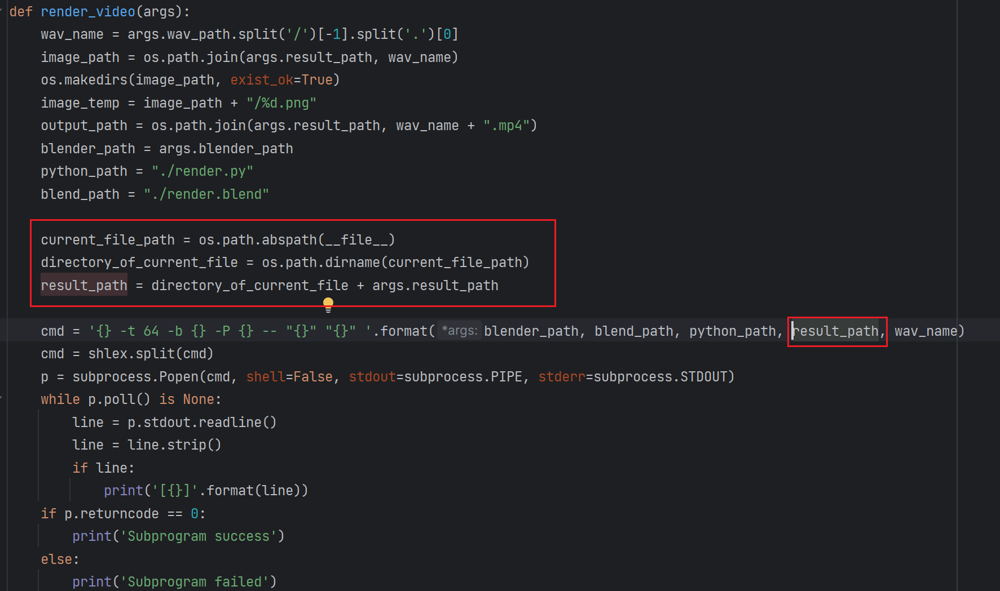 def render_video(args):
    wav_name = args.wav_path.split('/')[-1].split('.')[0]
    image_path = os.path.join(args.result_path, wav_name)
    os.makedirs(image_path, exist_ok=True)
    image_temp = image_path + "/%d.png"
    output_path = os.path.join(args.result_path, wav_name + ".mp4")
    blender_path = args.blender_path
    python_path = "./render.py"
    blend_path = "./render.blend"
    current_file_path = os.path.abspath(__file__)
    directory_of_current_file = os.path.dirname(current_file_path)
    result_path = directory_of_current_file + args.result_path
    cmd = '{} -t 64 -b {} -P {} -- "{}" "{}" '.format( *args: blender_path, blend_path, python_path, result_path, wav_name)
    cmd = shlex.split(cmd)
    p = subprocess.Popen(cmd, shell=False, stdout=subprocess.PIPE, stderr=subprocess.STDOUT)
    while p.poll() is None:
        line = p.stdout.readline()
        line = line.strip()
        if line:
            print('[{}]'.format(line))
    if p.returncode == 0:
        print('Subprogram success')
    else:
        print('Subprogram failed')